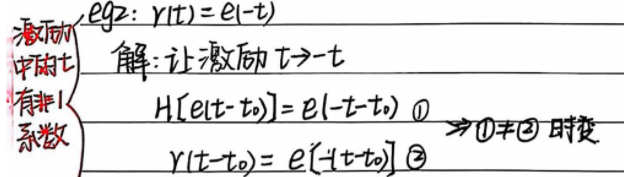 激励中的t有非1系数
eg2: r(t)=e(-t)
解:让激励 t→-t
H[e(t-t₀)]=e(-t-t₀) ①
r(t-t₀)=e[-(t-t₀)] ②
⇒①≠② 时变